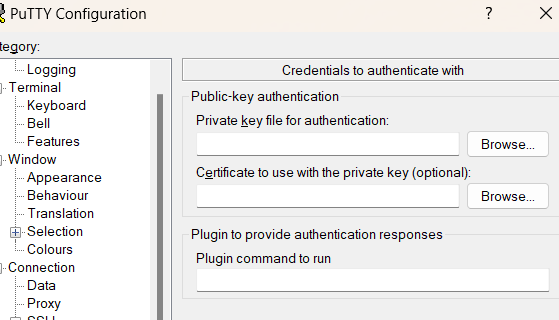 PuTTY Configuration
? ×
tegory:
Logging
Terminal
Keyboard
Bell
Features
Window
Appearance
Behaviour
Translation
Selection
Colours
Connection
Data
Proxy
Credentials to authenticate with
Public-key authentication
Private key file for authentication:
Browse...
Certificate to use with the private key (optional):
Browse...
Plugin to provide authentication responses
Plugin command to run